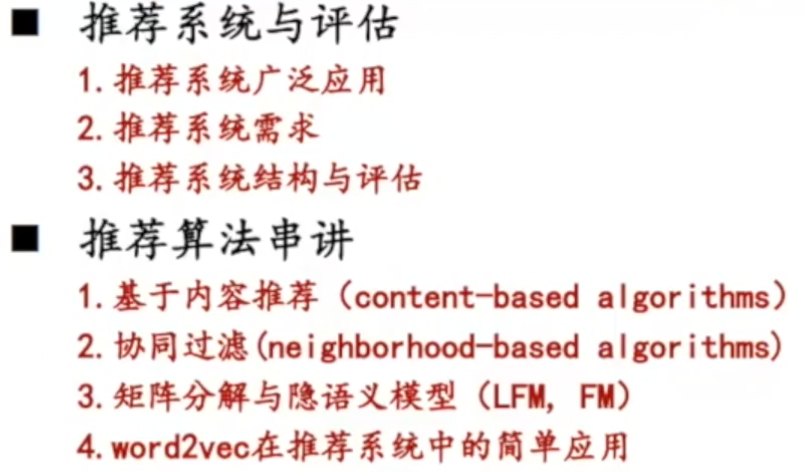 ■ 推荐系统与评估
1.推荐系统广泛应用
2.推荐系统需求
3.推荐系统结构与评估
■ 推荐算法串讲
1.基于内容推荐（content-based algorithms）
2.协同过滤(neighborhood-based algorithms)
3.矩阵分解与隐语义模型（LFM, FM）
4.word2vec在推荐系统中的简单应用